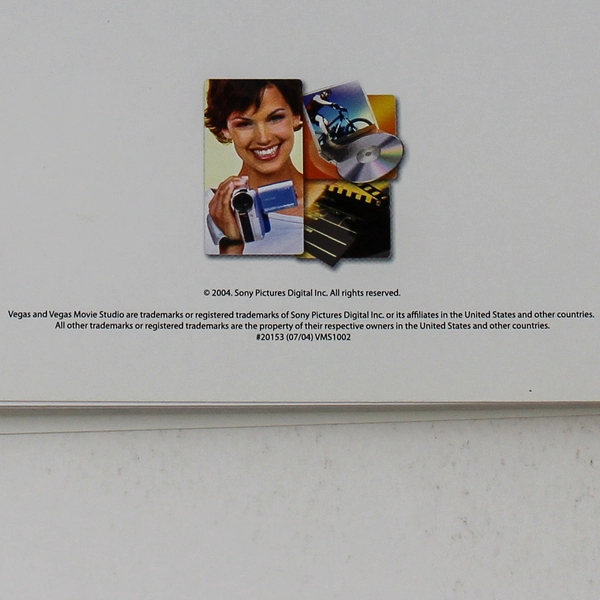 © 2004. Sony Pictures Digital Inc. All rights reserved.
Vegas and Vegas Movie Studio are trademarks or registered trademarks of Sony Pictures Digital Inc. or its affiliates in the United States and other countries.
All other trademarks or registered trademarks are the property of their respective owners in the United States and other countries.
#20153 (07/04) VMS1002